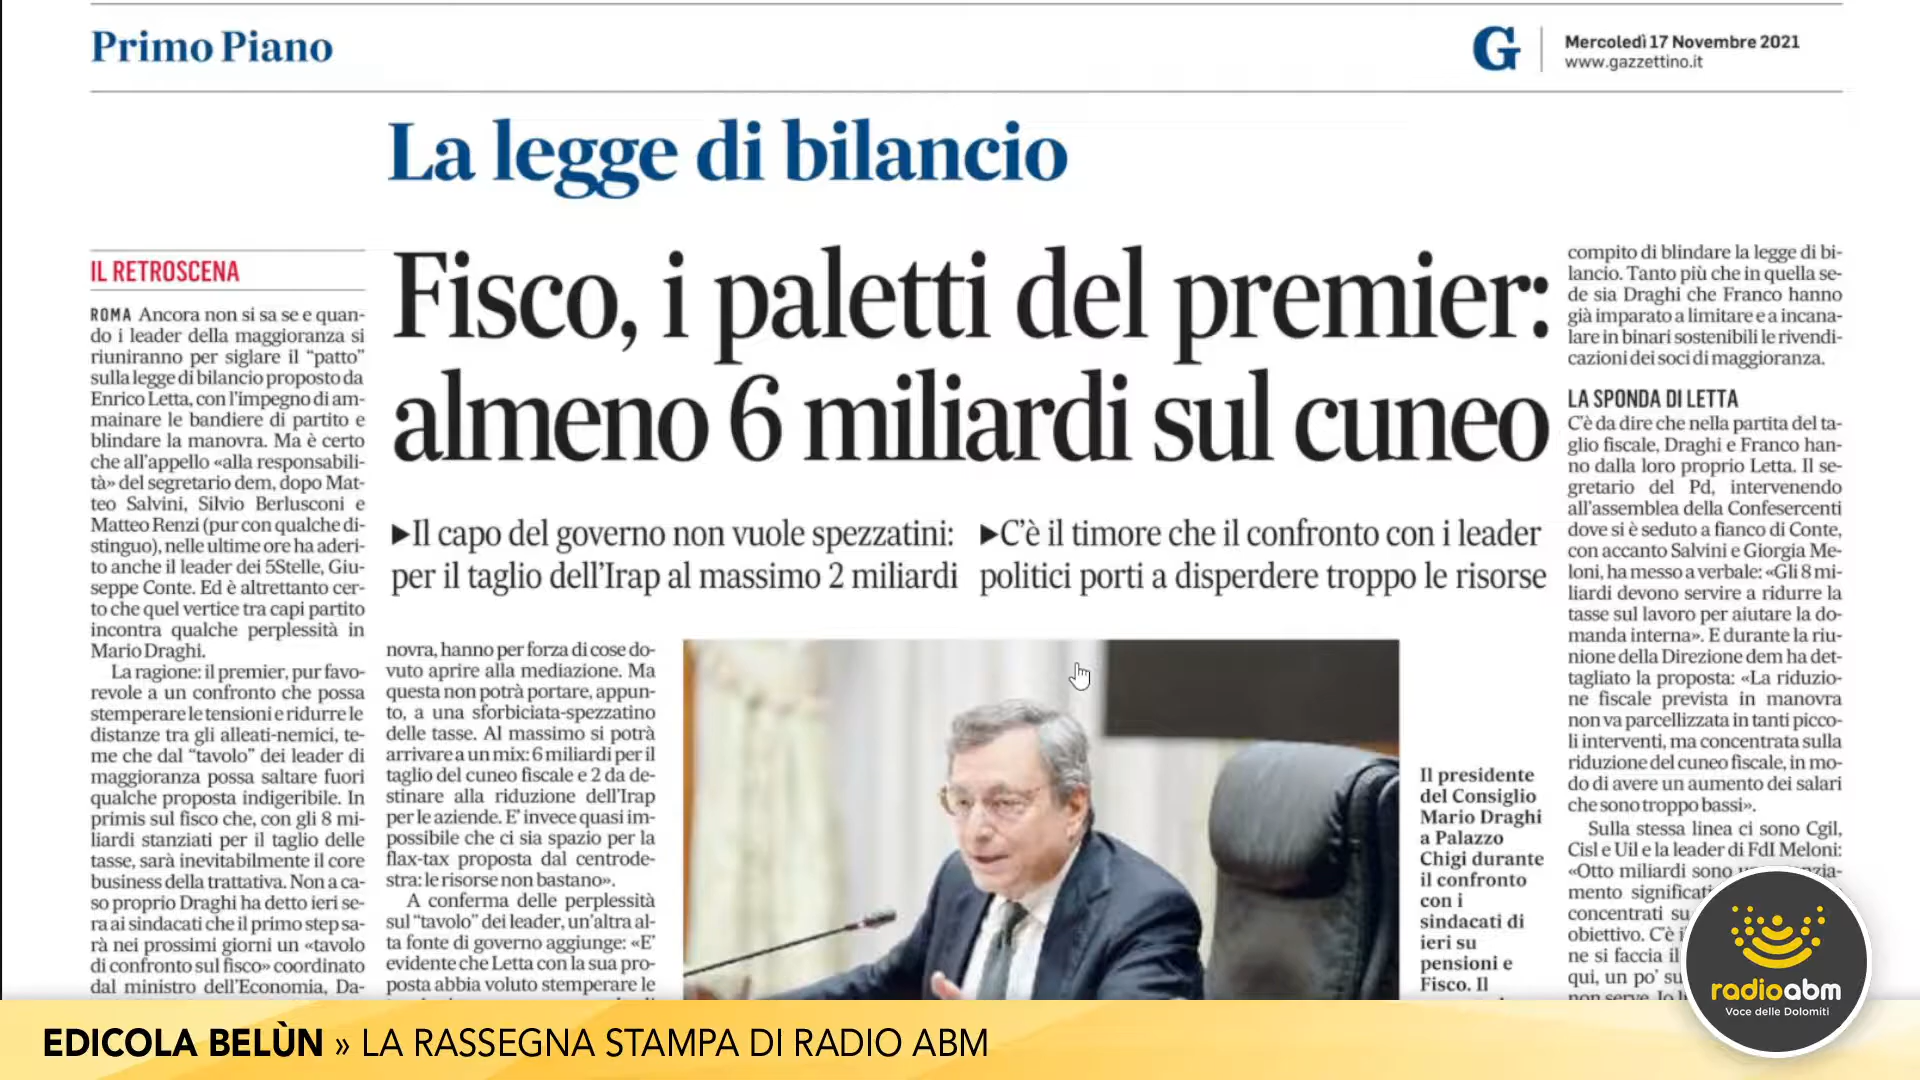 Primo Piano
G
Mercoledì 17 Novembre 2021
www.gazzettino.it
La legge di bilancio
Fisco, i paletti del premier:
almeno 6 miliardi sul cuneo
▶Il capo del governo non vuole spezzatini:
per il taglio dell’Irap al massimo 2 miliardi
▶C’è il timore che il confronto con i leader
politici porti a disperdere troppo le risorse
IL RETROSCENA
ROMA Ancora non si sa se e quan-
do i leader della maggioranza si
riuniranno per siglare il “patto”
sulla legge di bilancio proposto da
Enrico Letta, con l’impegno di am-
mainare le bandiere di partito e
blindare la manovra. Ma è certo
che all’appello «alla responsabili-
tà» del segretario dem, dopo Mat-
teo Salvini, Silvio Berlusconi e
Matteo Renzi (pur con qualche di-
stinguo), nelle ultime ore ha aderi-
to anche il leader dei 5Stelle, Giu-
seppe Conte. Ed è altrettanto cer-
to che quel vertice tra capi partito
incontra qualche perplessità in
Mario Draghi.
La ragione: il premier, pur favo-
revole a un confronto che possa
stemperare le tensioni e ridurre le
distanze tra gli alleati-nemici, te-
me che dal “tavolo” dei leader di
maggioranza possa saltare fuori
qualche proposta indigeribile. In
primis sul fisco che, con gli 8 mi-
liardi stanziati per il taglio delle
tasse, sarà inevitabilmente il core
business della trattativa. Non a ca-
so proprio Draghi ha detto ieri se-
ra ai sindacati che il primo step sa-
rà nei prossimi giorni un «tavolo
di confronto sul fisco» coordinato
dal ministro dell’Economia, Da-
novra, hanno per forza di cose do-
vuto aprire alla mediazione. Ma
questa non potrà portare, appun-
to, a una sforbiciata-spezzatino
delle tasse. Al massimo si potrà
arrivare a un mix: 6 miliardi per il
taglio del cuneo fiscale e 2 da de-
stinare alla riduzione dell’Irap
per le aziende. E’ invece quasi im-
possibile che ci sia spazio per la
flax-tax proposta dal centrode-
stra: le risorse non bastano».
A conferma delle perplessità
sul “tavolo” dei leader, un’altra al-
ta fonte di governo aggiunge: «E’
evidente che Letta con la sua pro-
posta abbia voluto stemperare le
Il presidente
del Consiglio
Mario Draghi
a Palazzo
Chigi durante
il confronto
con i
sindacati di
ieri su
pensioni e
Fisco. Il
compito di blindare la legge di bi-
lancio. Tanto più che in quella se-
de sia Draghi che Franco hanno
già imparato a limitare e a incana-
lare in binari sostenibili le rivendi-
cazioni dei soci di maggioranza.
LA SPONDA DI LETTA
C’è da dire che nella partita del ta-
glio fiscale, Draghi e Franco han-
no dalla loro proprio Letta. Il se-
gretario del Pd, intervenendo
all’assemblea della Confesercenti
dove si è seduto a fianco di Conte,
con accanto Salvini e Giorgia Me-
loni, ha messo a verbale: «Gli 8 mi-
liardi devono servire a ridurre la
tasse sul lavoro per aiutare la do-
manda interna». E durante la riu-
nione della Direzione dem ha det-
tagliato la proposta: «La riduzio-
ne fiscale prevista in manovra
non va parcellizzata in tanti picco-
li interventi, ma concentrata sulla
riduzione del cuneo fiscale, in mo-
do di avere un aumento dei salari
che sono troppo bassi».
Sulla stessa linea ci sono Cgil,
Cisl e Uil e la leader di FdI Meloni:
«Otto miliardi sono
mento
concentrati su
obiettivo. C’è
ne si faccia il
qui, un po’
non serve. Io
radioabm
Voce delle Dolomiti
EDICOLA BELÙN » LA RASSEGNA STAMPA DI RADIO ABM